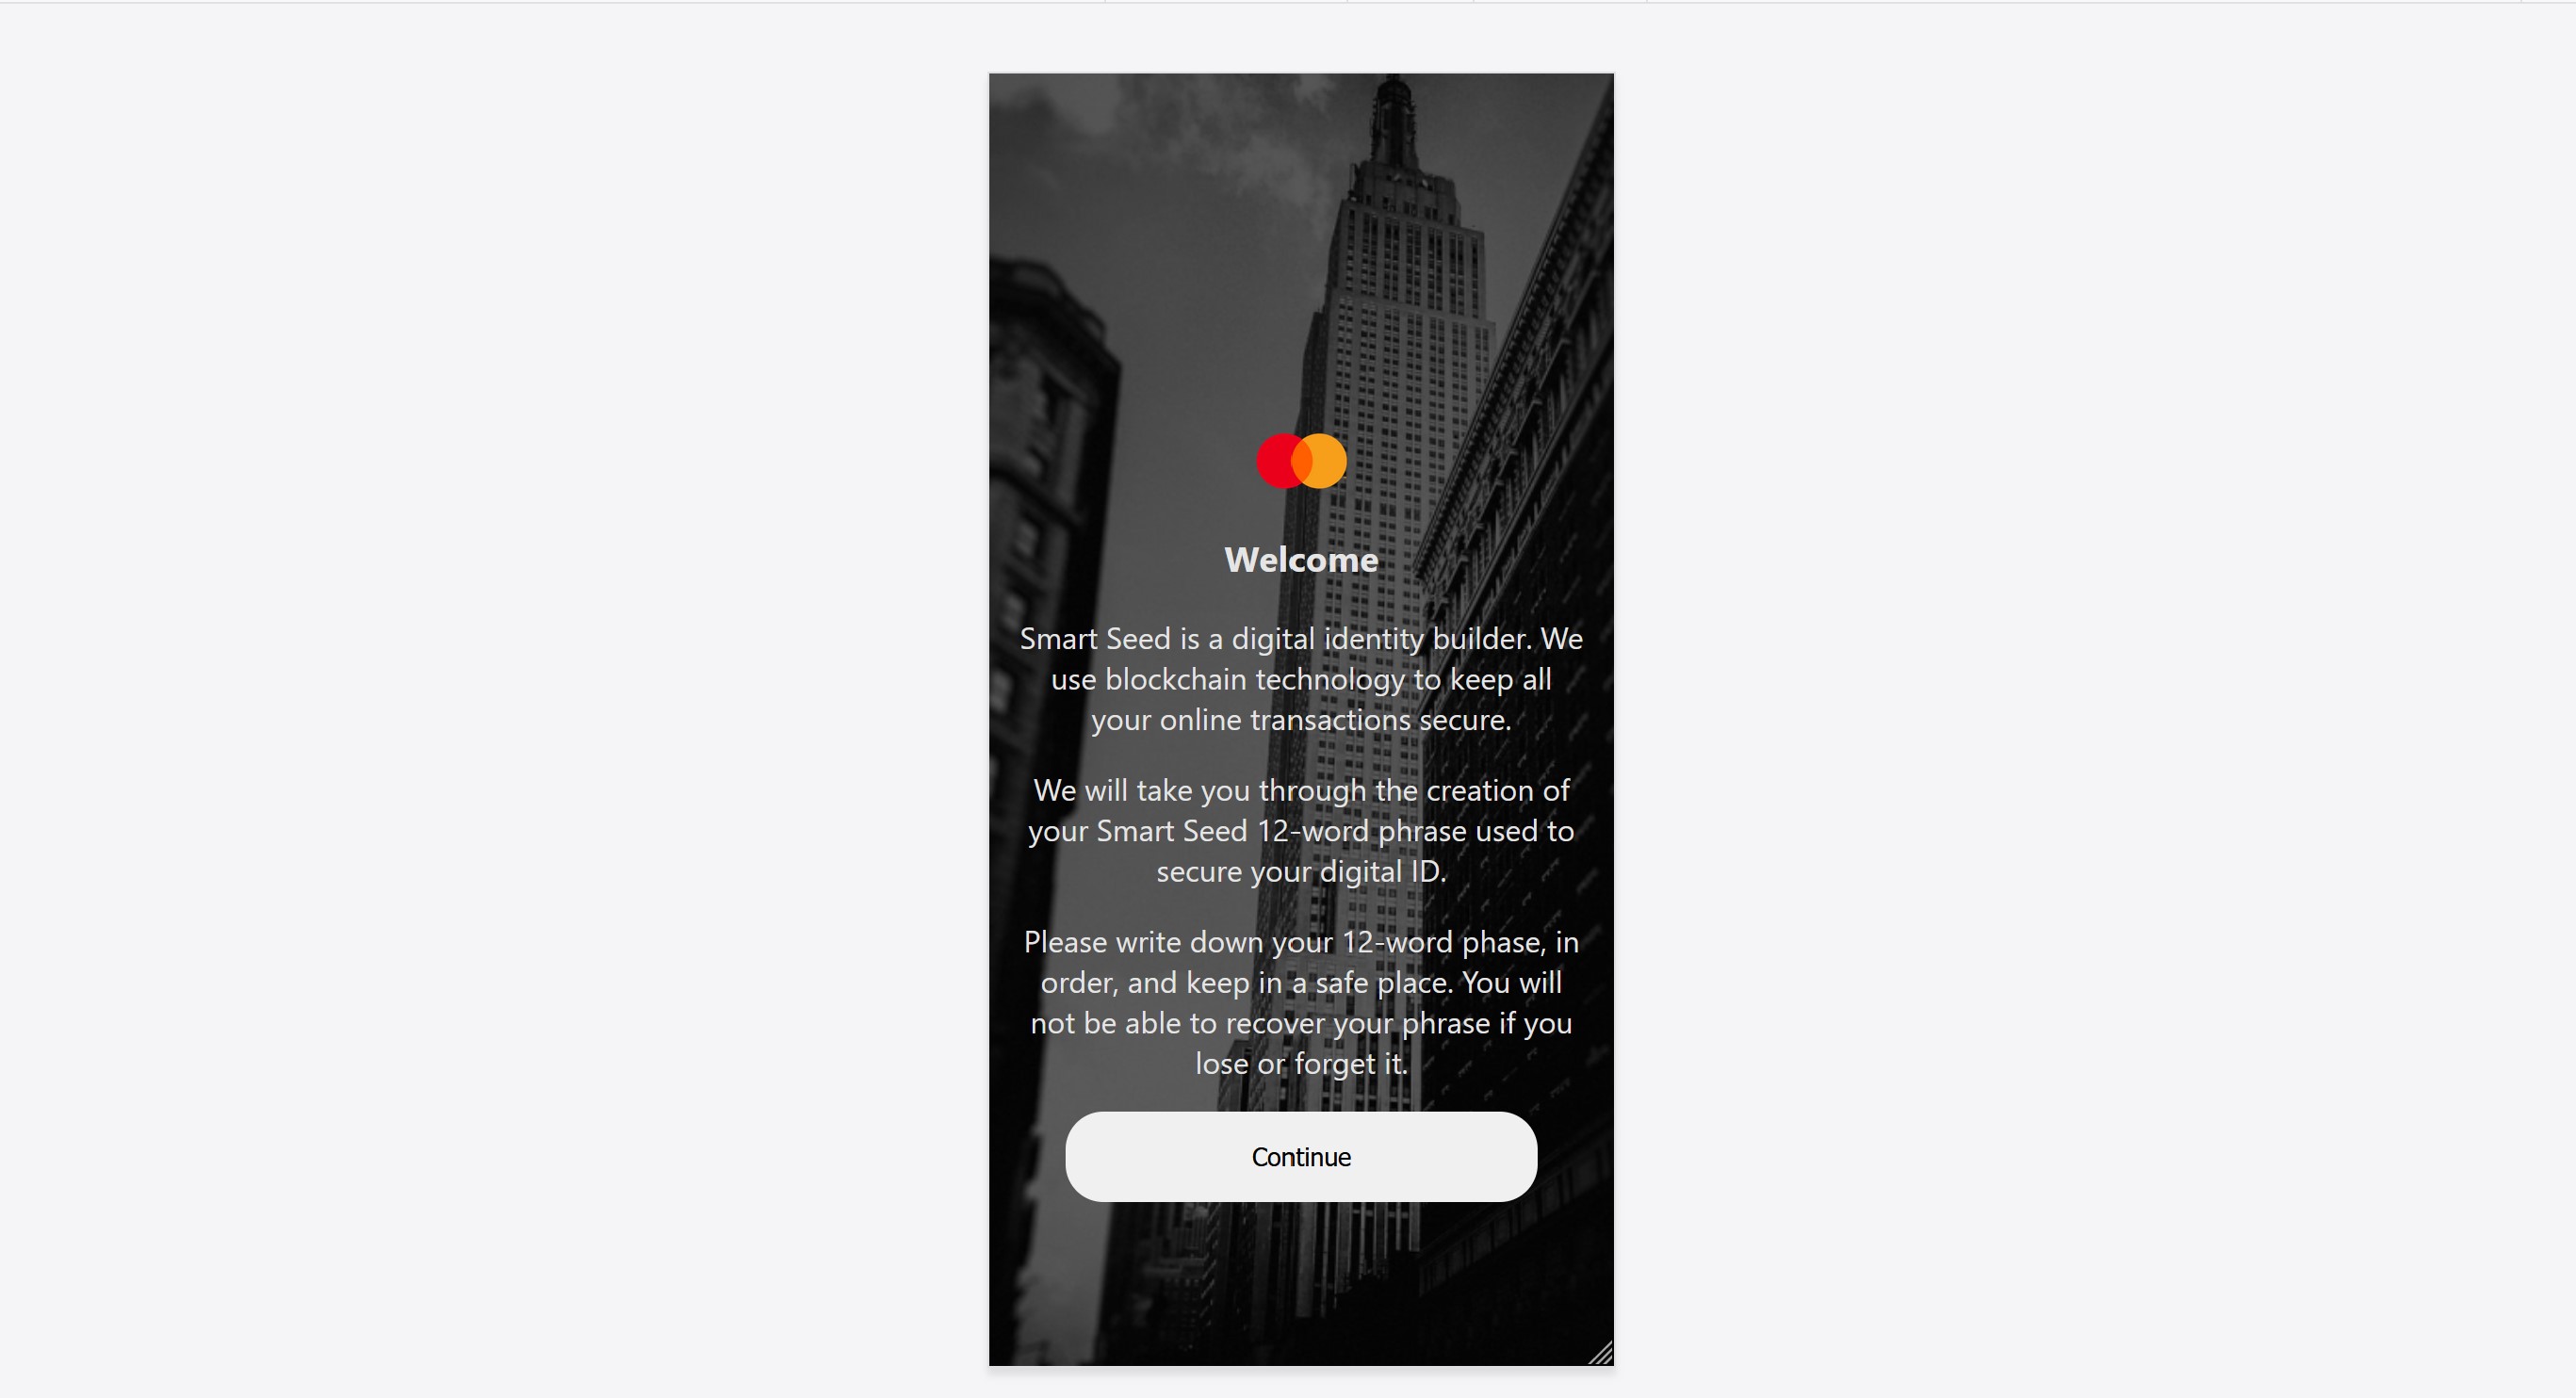 Welcome
Smart Seed is a digital identity builder. We
use blockchain technology to keep all
your online transactions secure.
We will take you through the creation of
your Smart Seed 12-word phrase used to
secure your digital ID.
Please write down your 12-word phase, in
order, and keep in a safe place. You will
not be able to recover your phrase if you
lose or forget it.
Continue